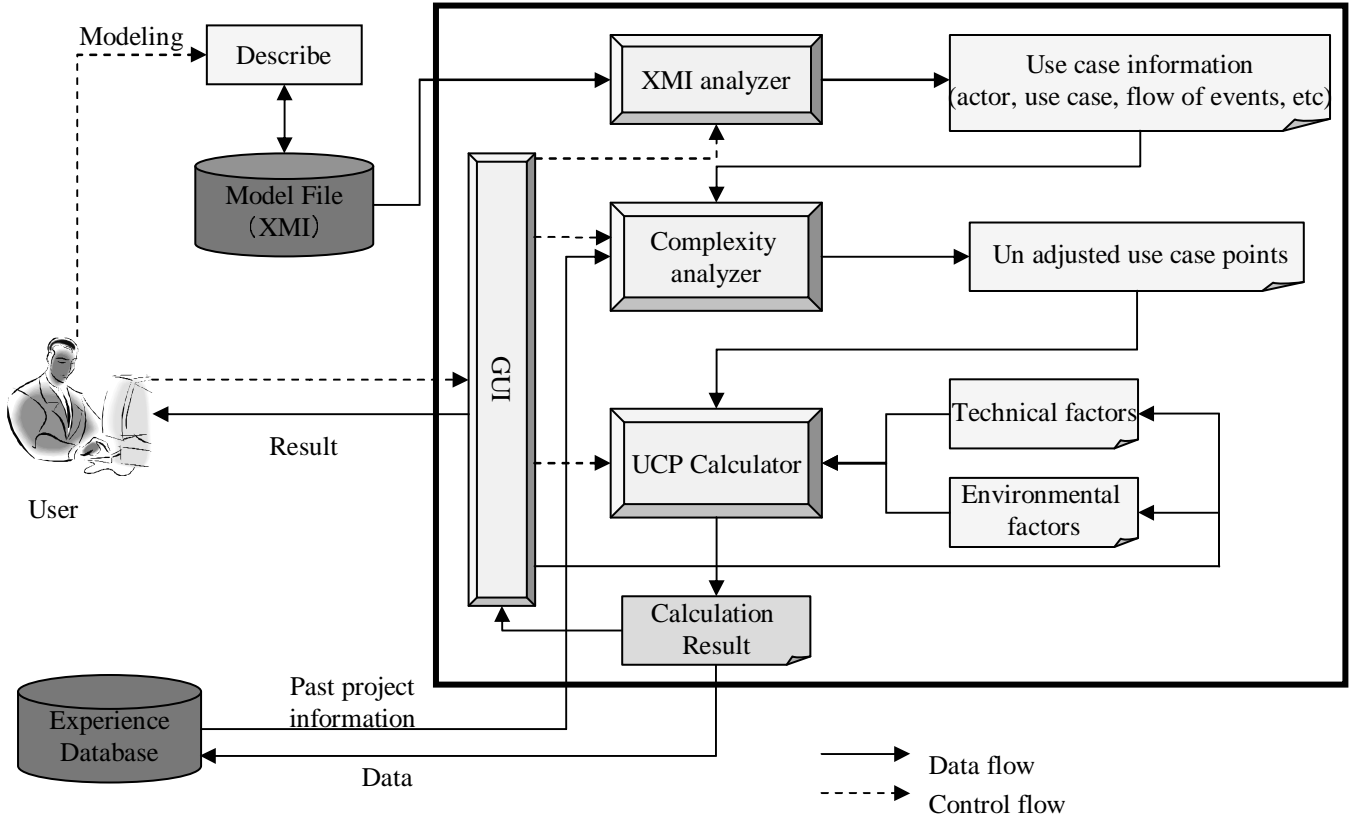 Modeling
Describe
XMI analyzer
Use case information
(actor, use case, flow of events, etc)
Model File
（XMI）
Complexity
analyzer
Un adjusted use case points
GUI
Result
User
UCP Calculator
Technical factors
Environmental
factors
Calculation
Result
Past project
information
Experience
Database
Data
Data flow
Control flow